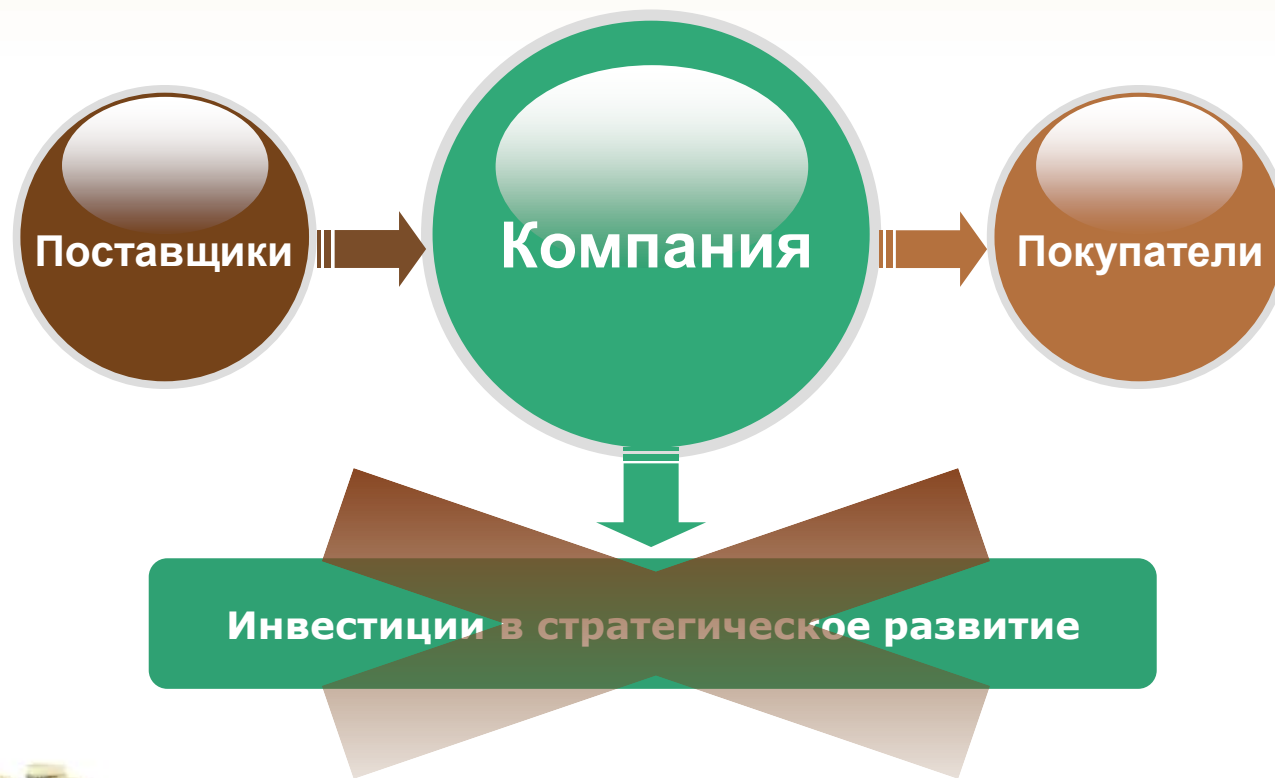 Поставщики
Компания
Покупатели
Инвестиции в стратегическое развитие